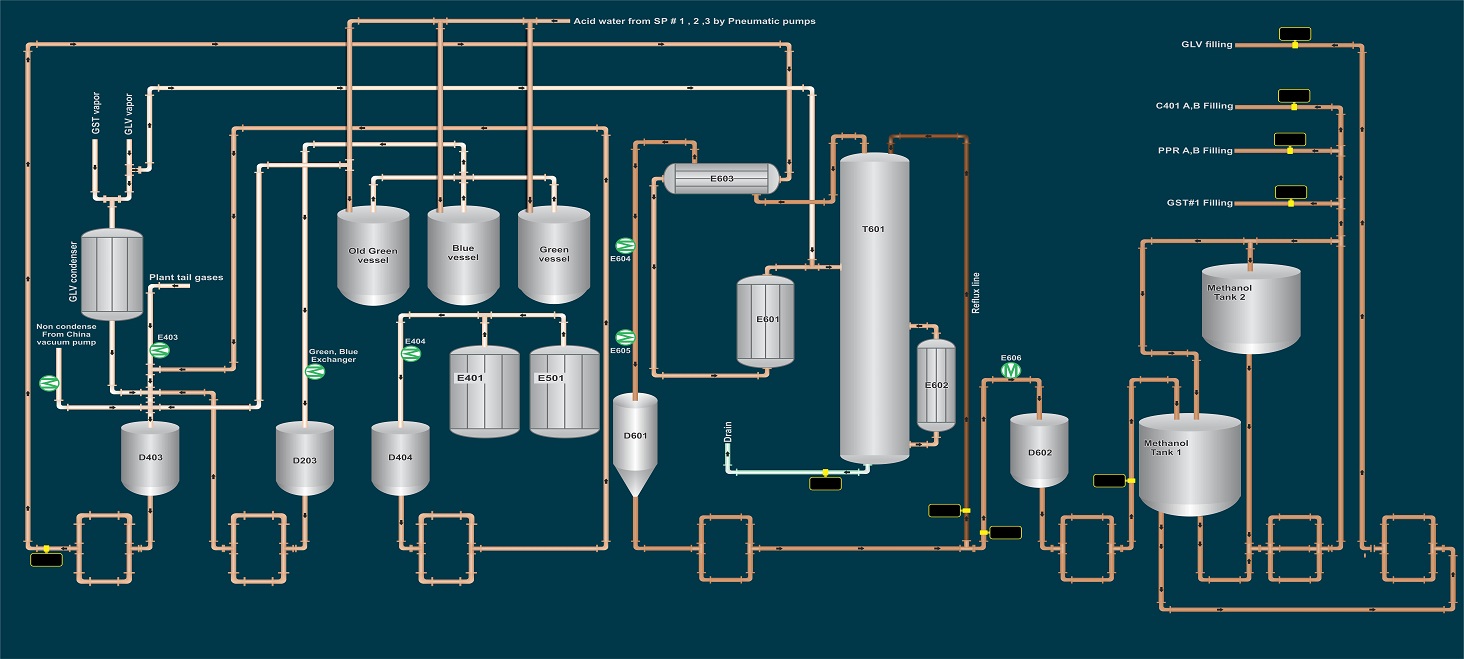 Acid water from SP # 1 , 2 ,3 by Pneumatic pumps
GLV filling
C401 A,B Filling
PPR A,B Filling
GST#1 Filling
GST vapor
GLV vapor
E603
T601
GLV condenser
Old Green
vessel
Blue
vessel
Green
vessel
E604
Plant tail gases
Reflux line
Methanol
Tank 2
Non condense
From China
vacuum pump
E403
E404
Green, Blue
Exchanger
E605
E601
E606
E401
E501
E602
Drain
D601
D403
D203
D404
D602
Methanol
Tank 1